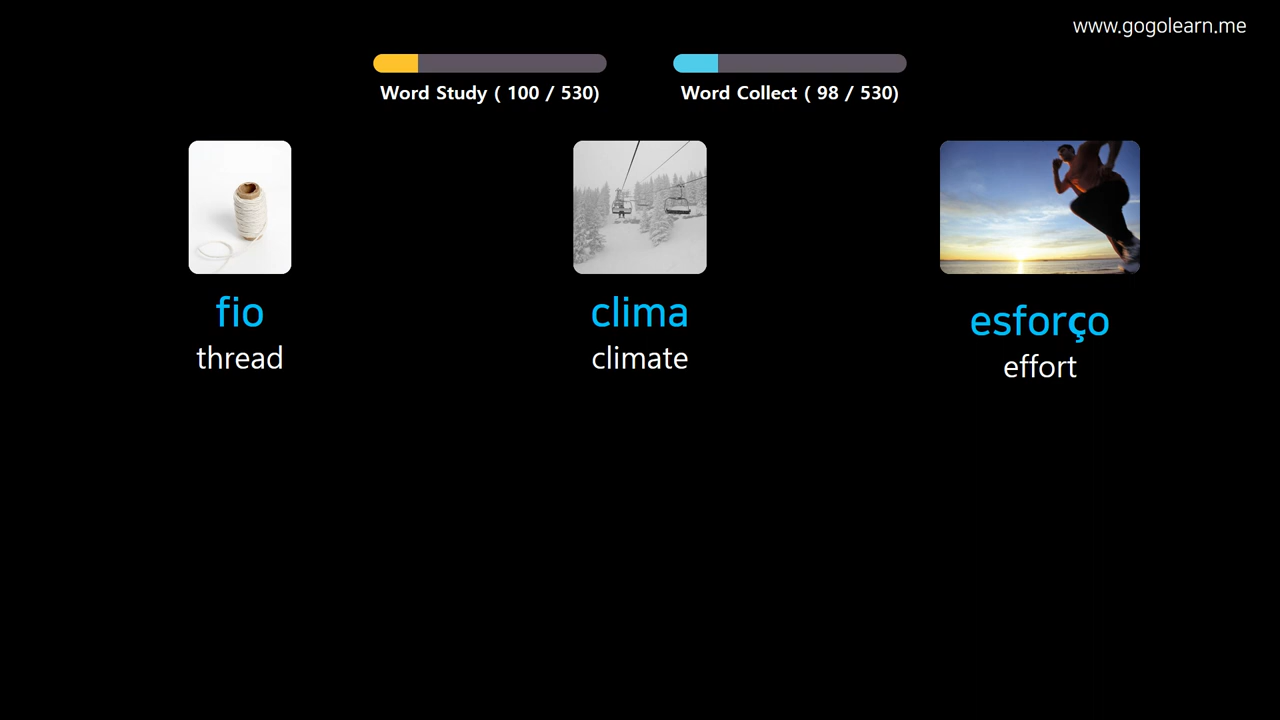 www.gogolearn.me
Word Study ( 100 / 530)
Word Collect ( 98 / 530)
fio
thread
clima
climate
esforço
effort